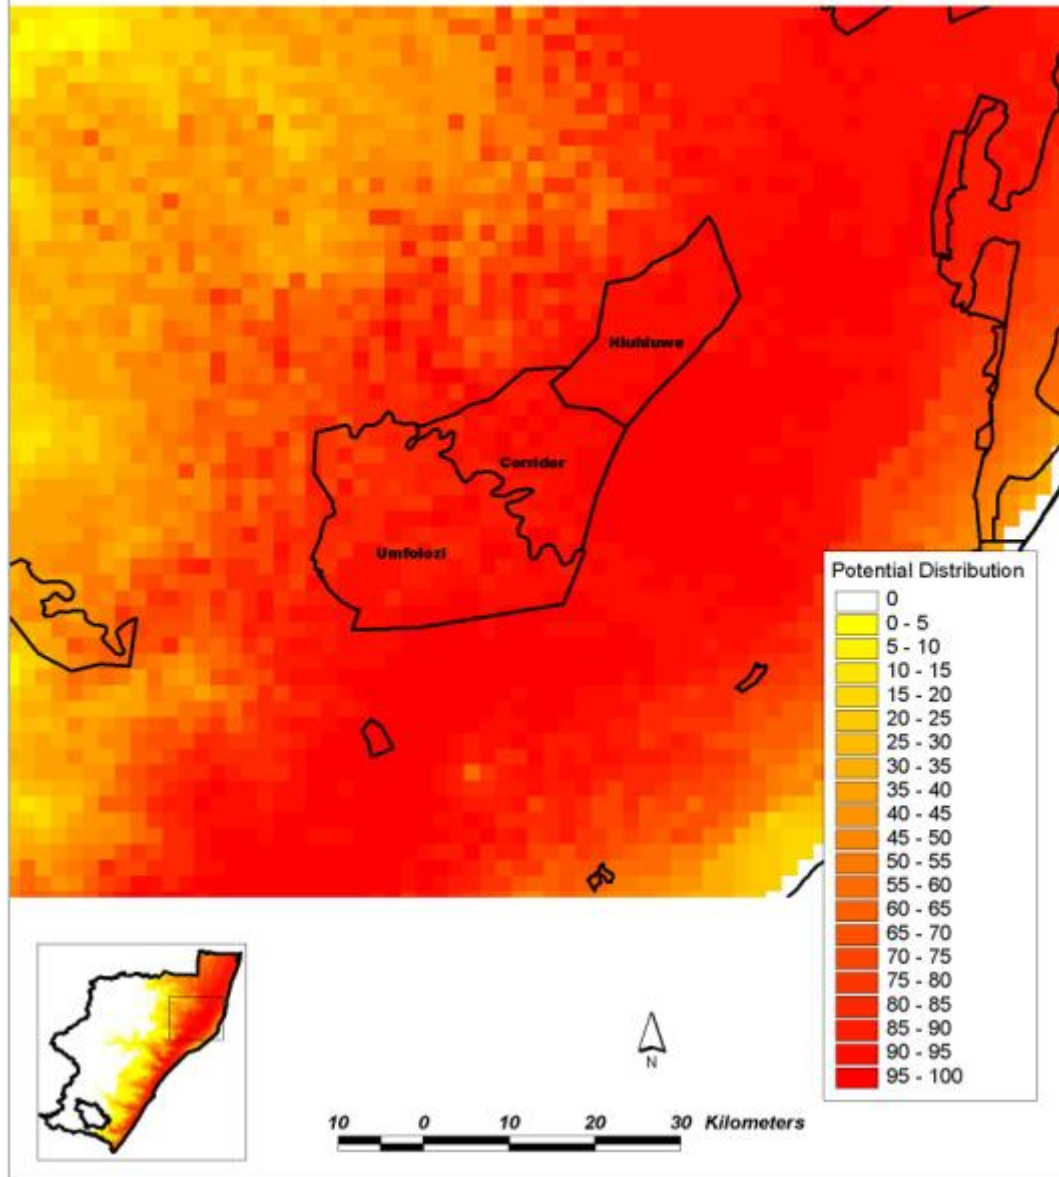 Hluhluwe
Corridor
Umfolozi
Potential Distribution
0
0 - 5
5 - 10
10 - 15
15 - 20
20 - 25
25 - 30
30 - 35
35 - 40
40 - 45
45 - 50
50 - 55
55 - 60
60 - 65
65 - 70
70 - 75
75 - 80
80 - 85
85 - 90
90 - 95
95 - 100
N
10 0 10 20 30 Kilometers